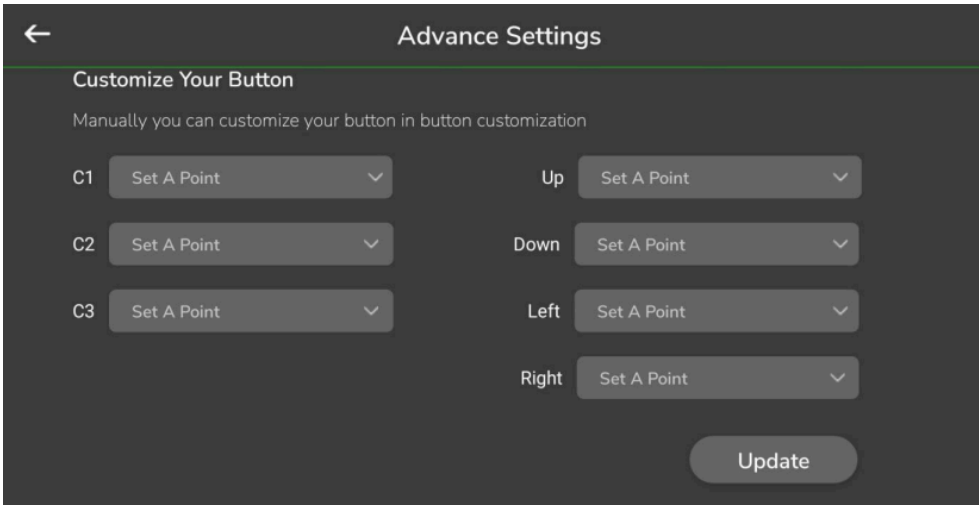 Advance Settings
Customize Your Button
Manually you can customize your button in button customization
C1 Set A Point
Up Set A Point
C2 Set A Point
Down Set A Point
C3 Set A Point
Left Set A Point
Right Set A Point
Update